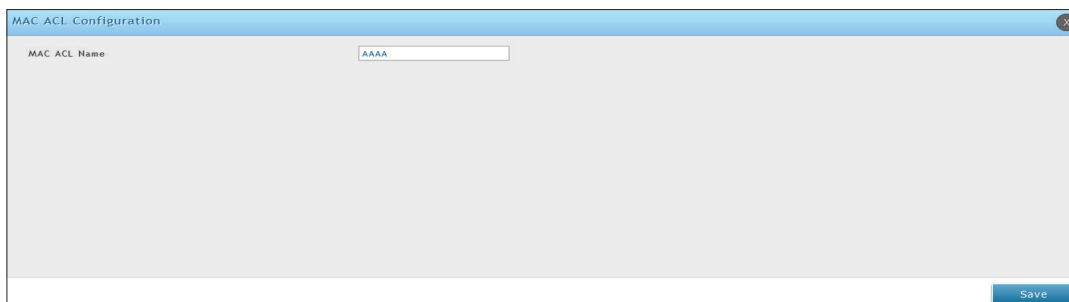 MAC ACL Configuration
X
MAC ACL Name
AAAA
Save